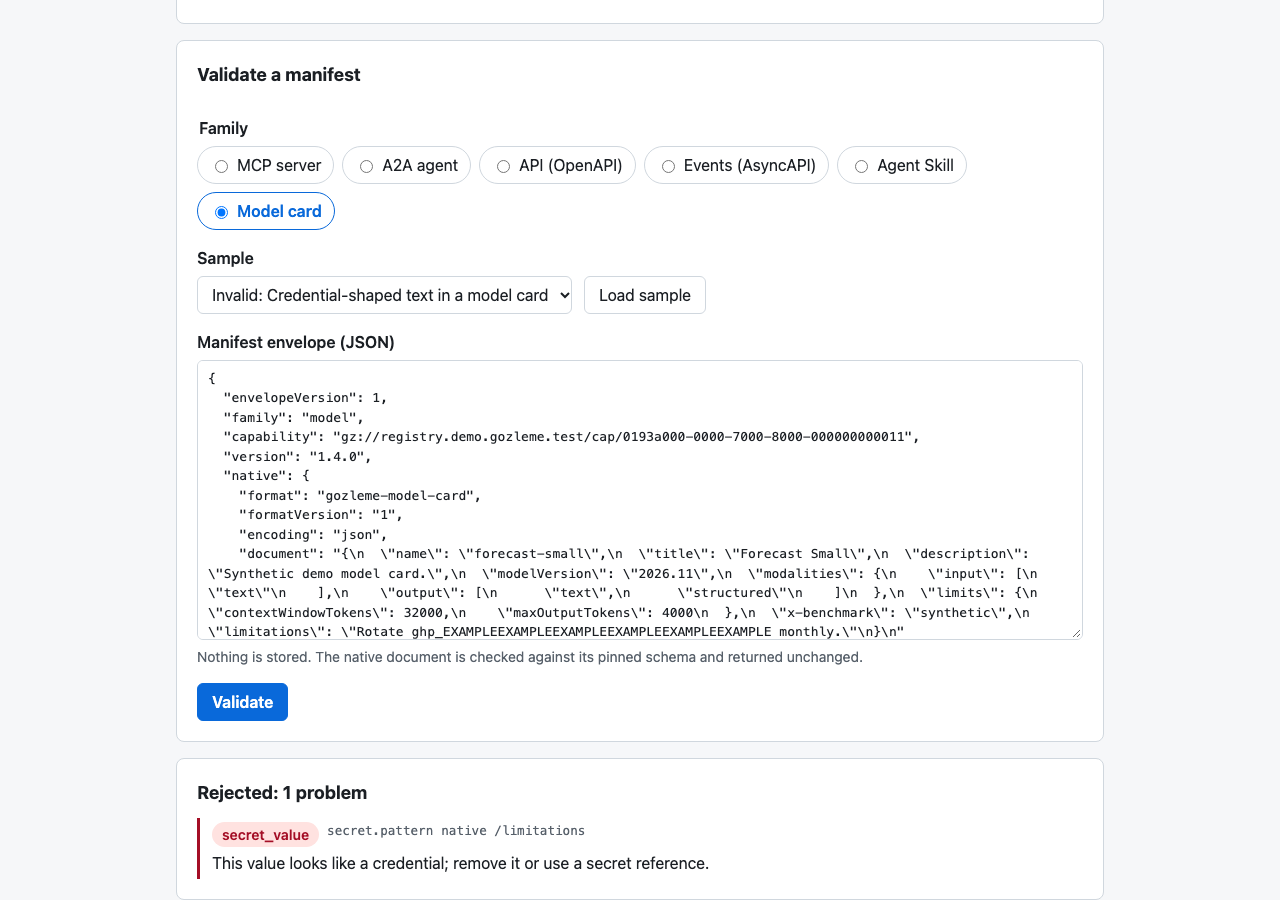 Validate a manifest
Family
MCP server
A2A agent
API (OpenAPI)
Events (AsyncAPI)
Agent Skill
Model card
Sample
Invalid: Credential-shaped text in a model card
Load sample
Manifest envelope (JSON)
{
  "envelopeVersion": 1,
  "family": "model",
  "capability": "gz://registry.demo.gozleme.test/cap/0193a000-0000-7000-8000-000000000011",
  "version": "1.4.0",
  "native": {
    "format": "gozleme-model-card",
    "formatVersion": "1",
    "encoding": "json",
    "document": "{\n  \"name\": \"forecast-small\",\n  \"title\": \"Forecast Small\",\n  \"description\":
\"Synthetic demo model card.\",\n  \"modelVersion\": \"2026.11\",\n  \"modalities\": {\n    \"input\": [\n
\"text\"\n    ],\n    \"output\": [\n      \"text\",\n      \"structured\"\n    ]\n  },\n  \"limits\": {\n
\"contextWindowTokens\": 32000,\n    \"maxOutputTokens\": 4000\n  },\n  \"x-benchmark\": \"synthetic\",\n
\"limitations\": \"Rotate ghp_EXAMPLEEXAMPLEEXAMPLEEXAMPLEEXAMPLEEXAMPLE monthly.\"\n}\n"
Nothing is stored. The native document is checked against its pinned schema and returned unchanged.
Validate
Rejected: 1 problem
secret_value secret.pattern native /limitations
This value looks like a credential; remove it or use a secret reference.